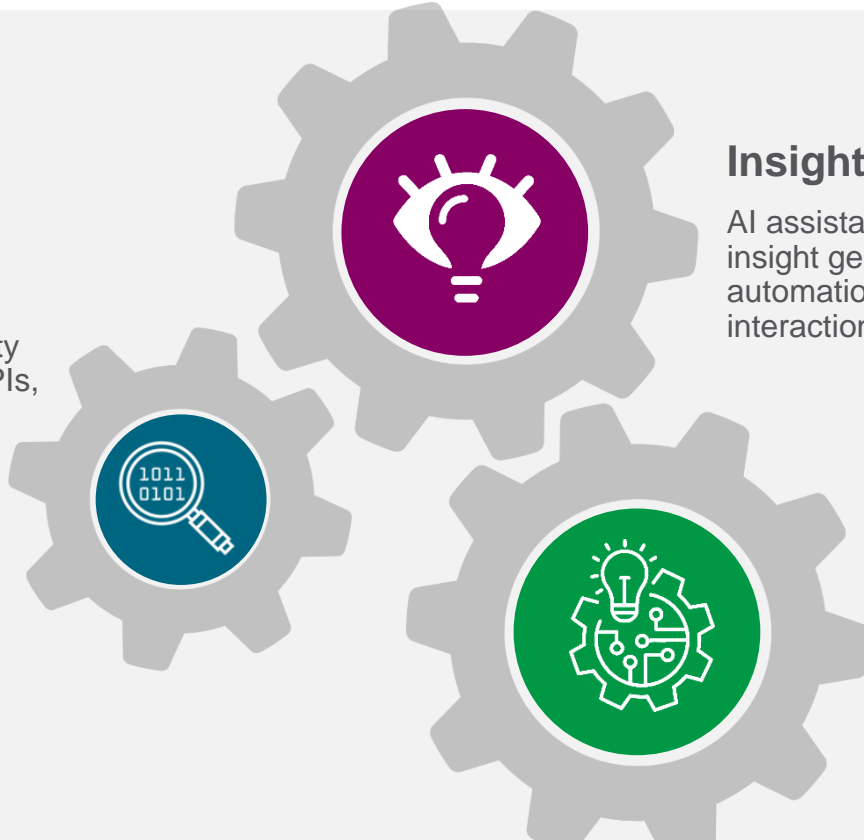 Insight
AI assista
insight ge
automatio
interaction
ty
PIs,
1011
0101